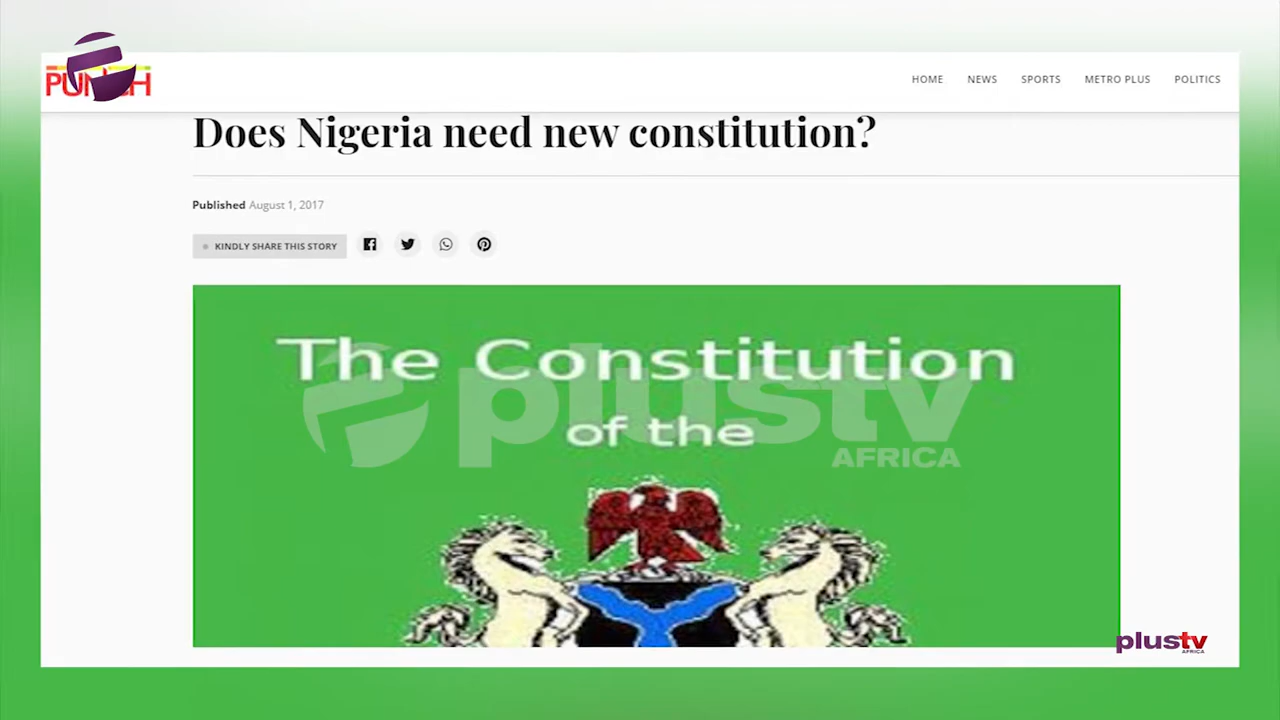 PUNCH
HOME NEWS SPORTS METRO PLUS POLITICS
Does Nigeria need new constitution?
Published August 1, 2017
KINDLY SHARE THIS STORY
The Constitution
of the
plustv
AFRICA
plustv
AFRICA